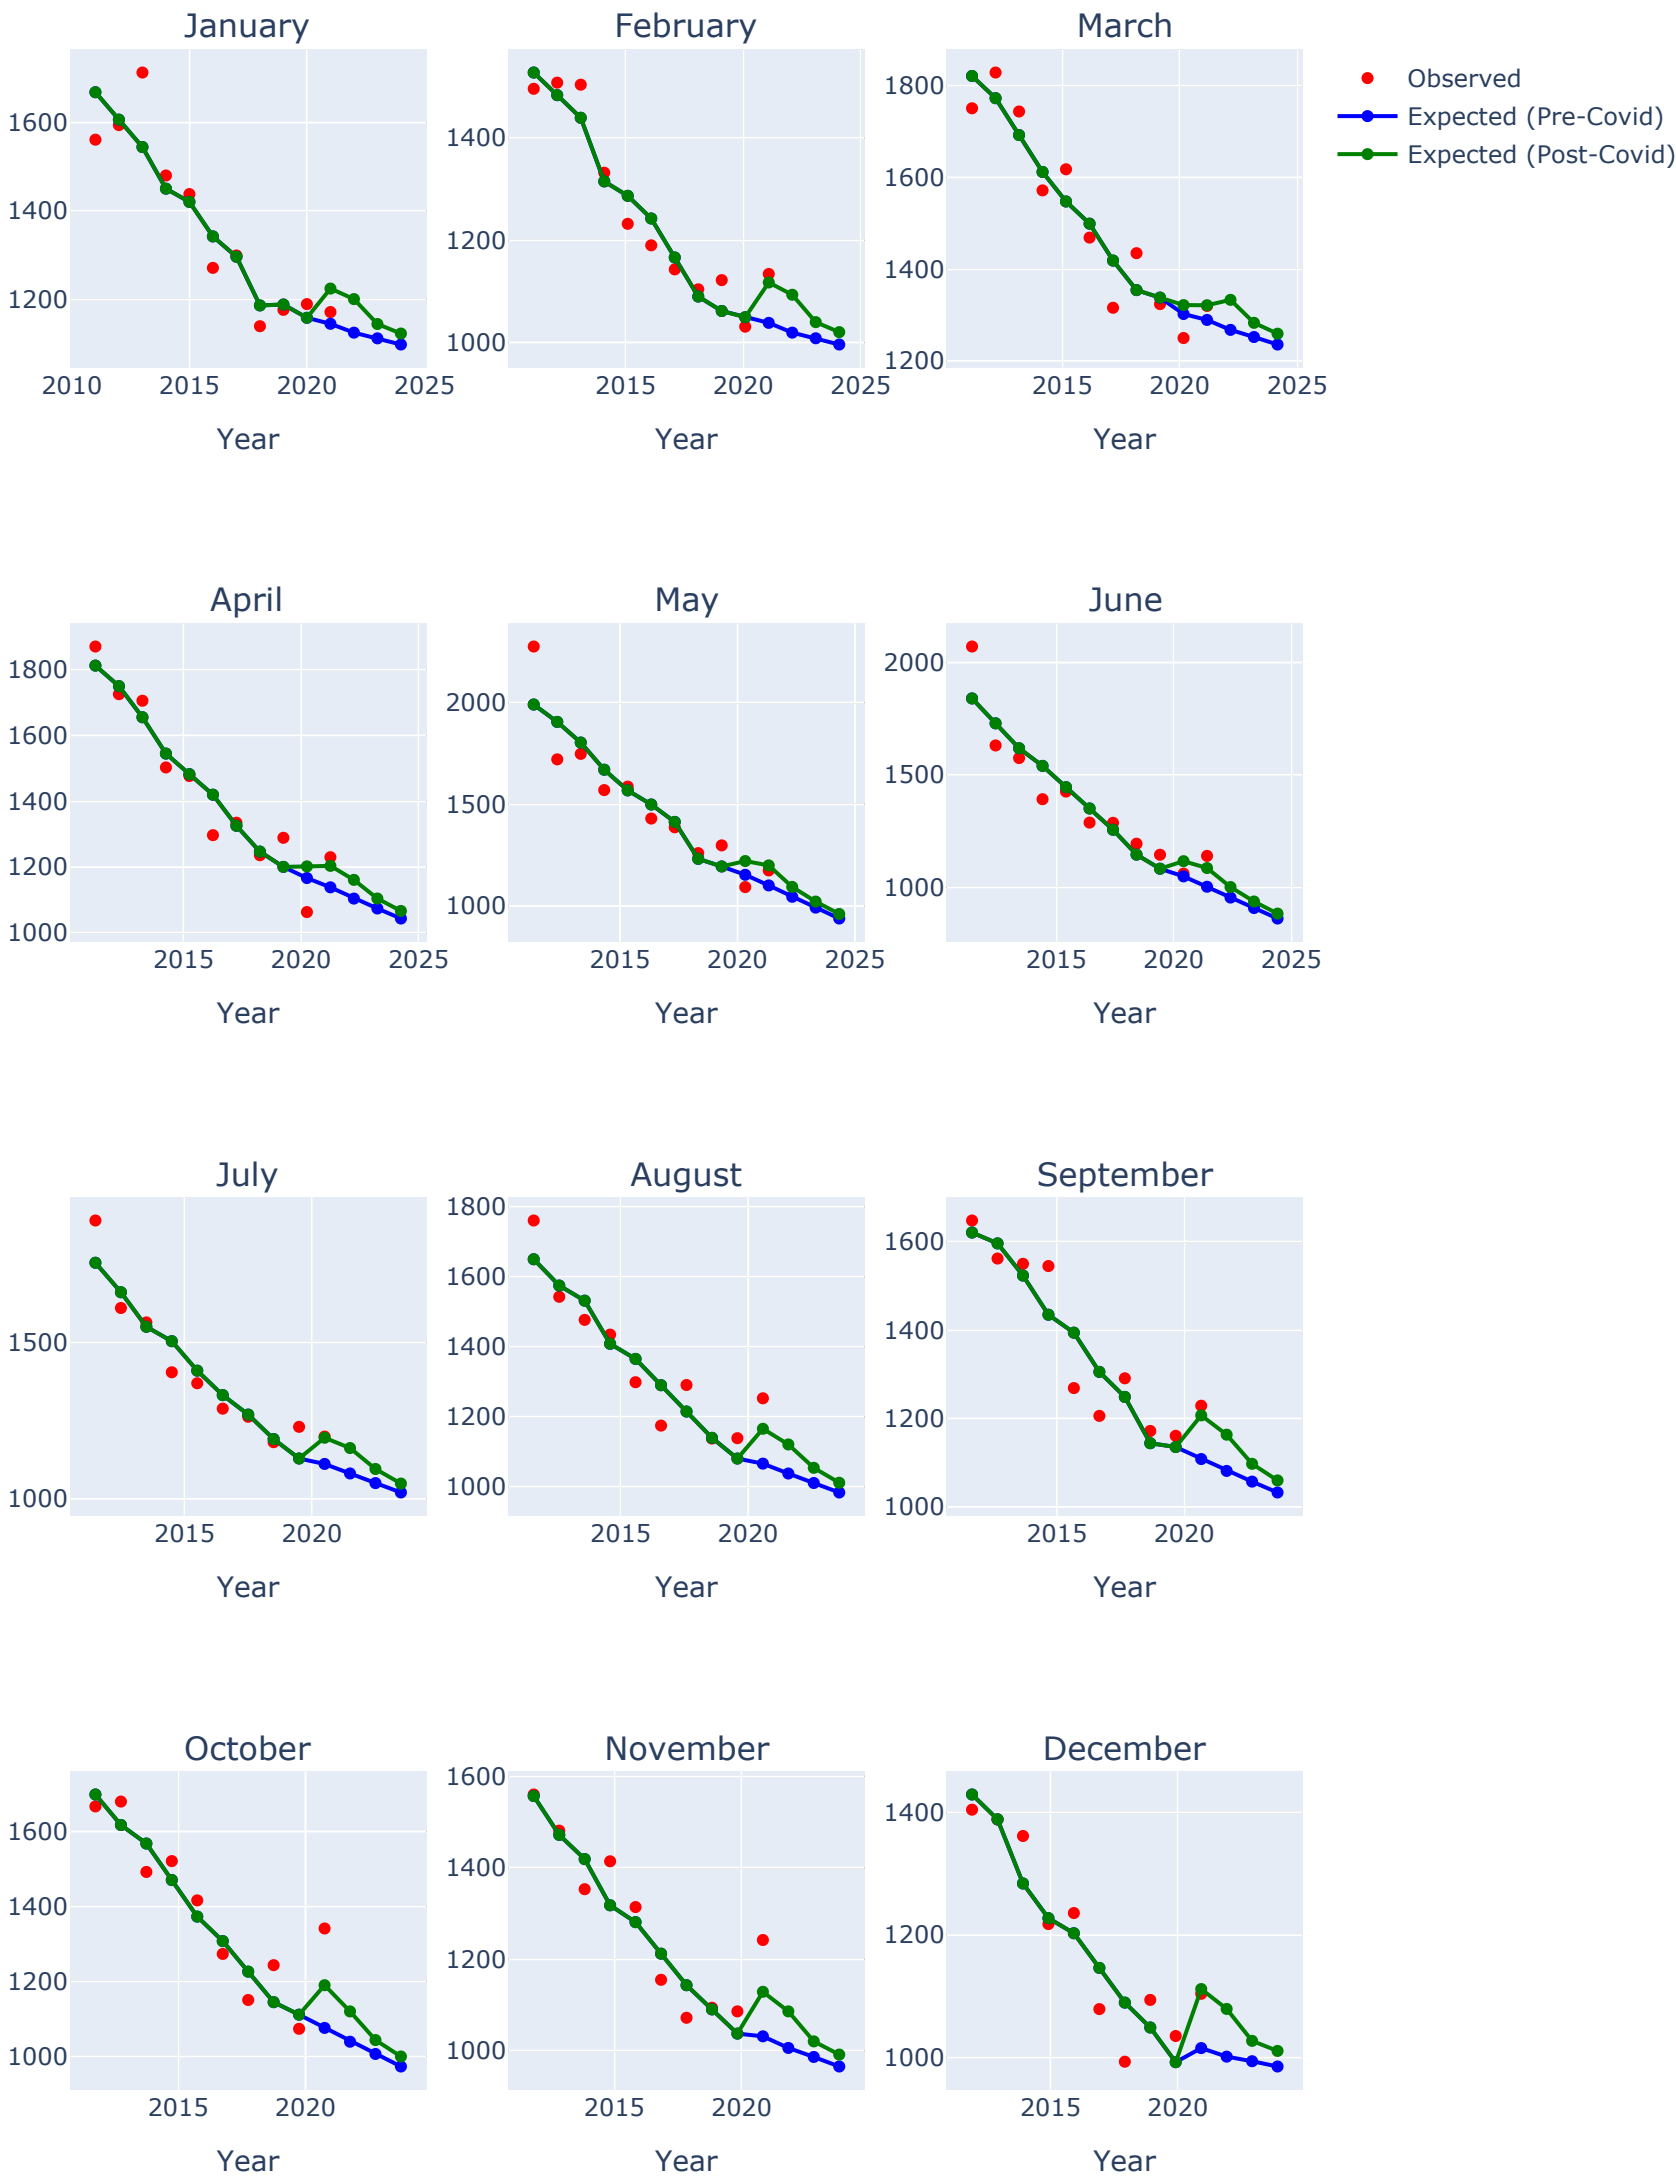 January
February
March
Observed
Expected (Pre-Covid)
Expected (Post-Covid)
1600
1400
1200
2010 2015 2020 2025
Year
1400
1200
1000
2015 2020 2025
Year
1800
1600
1400
1200
2015 2020 2025
Year
April
May
June
1800
1600
1400
1200
1000
2015 2020 2025
Year
2000
1500
1000
2015 2020 2025
Year
2000
1500
1000
2015 2020 2025
Year
July
August
September
1500
1000
2015 2020
Year
1800
1600
1400
1200
1000
2015 2020
Year
1600
1400
1200
1000
2015 2020
Year
October
November
December
1600
1400
1200
1000
2015 2020
Year
1600
1400
1200
1000
2015 2020
Year
1400
1200
1000
2015 2020
Year